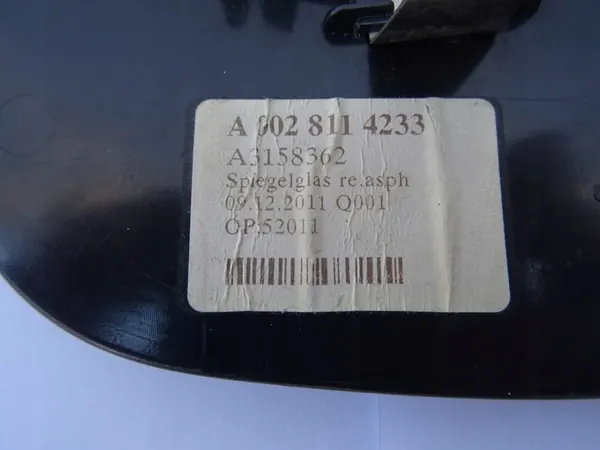 A 002 811 4233
A3158362
Spiegelglas re.asph
09.12.2011 Q001
OP:52011